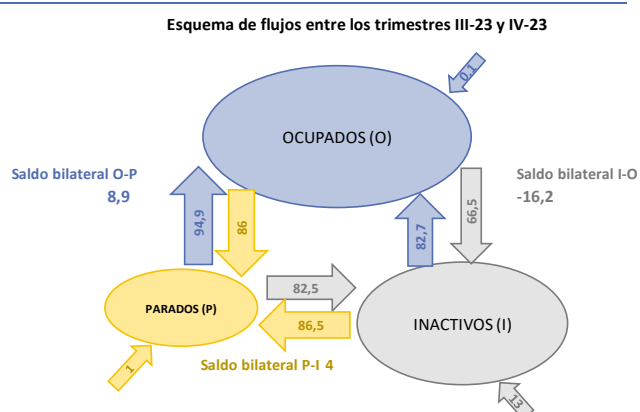 Esquema de flujos entre los trimestres III-23 y IV-23
0,1
OCUPADOS (O)
Saldo bilateral O-P
8,9
Saldo bilateral I-O
-16,2
94,9
86
82,7
66,5
82,5
PARADOS (P)
86,5
INACTIVOS (I)
Saldo bilateral P-I 4
1
13